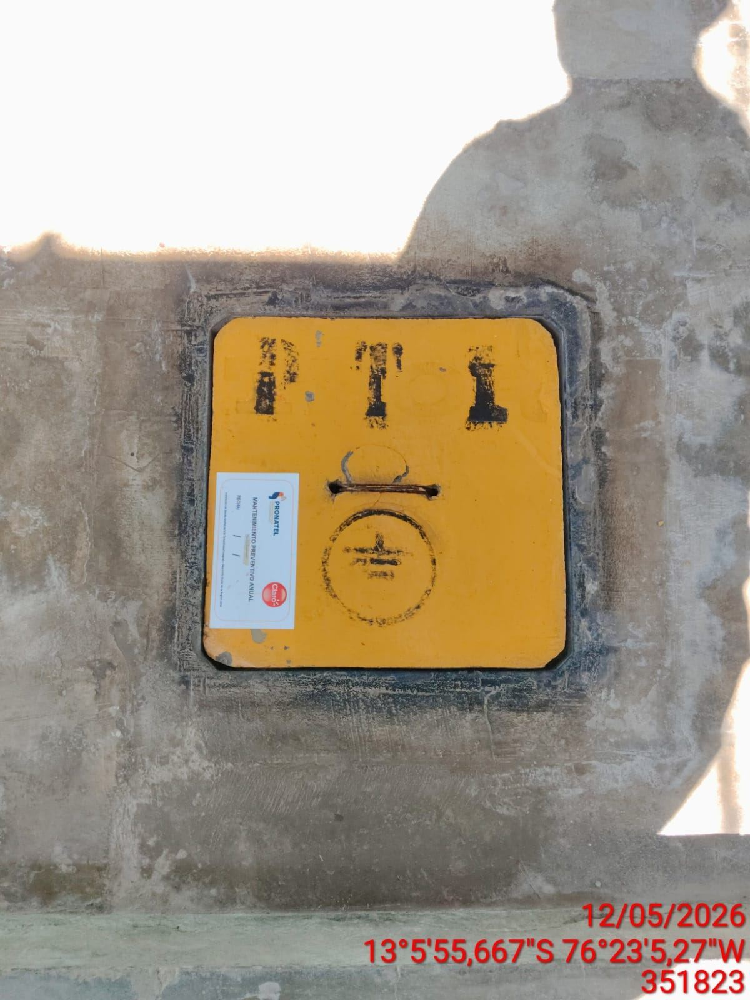 PT1
PRONATEL
Claro
MANTENIMIENTO PREVENTIVO ANUAL
FECHA: / /
12/05/2026
13°5'55,667"S 76°23'5,27"W
351823